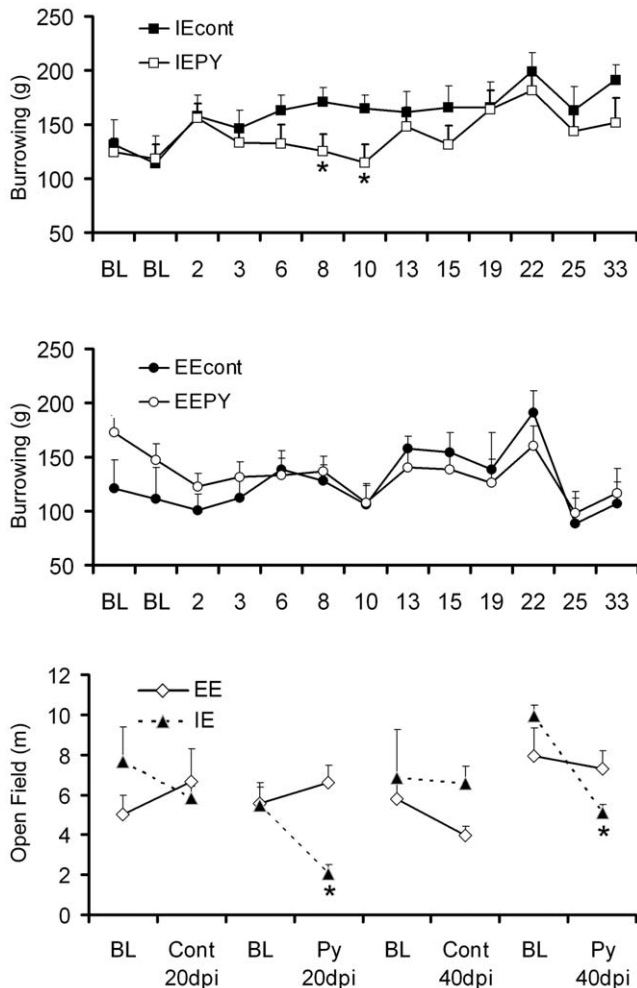 250
IEcont
200
IEPY
150
100
50
Burrowing (g)
* *
BL BL 2 3 6 8 10 13 15 19 22 25 33
250
EEcont
200
EEPY
150
100
50
Burrowing (g)
BL BL 2 3 6 8 10 13 15 19 22 25 33
12
EE
10
IE
8
6
4
2
0
Open Field (m)
* *
BL Cont BL Py BL Cont BL Py
20dpi 20dpi 40dpi 40dpi